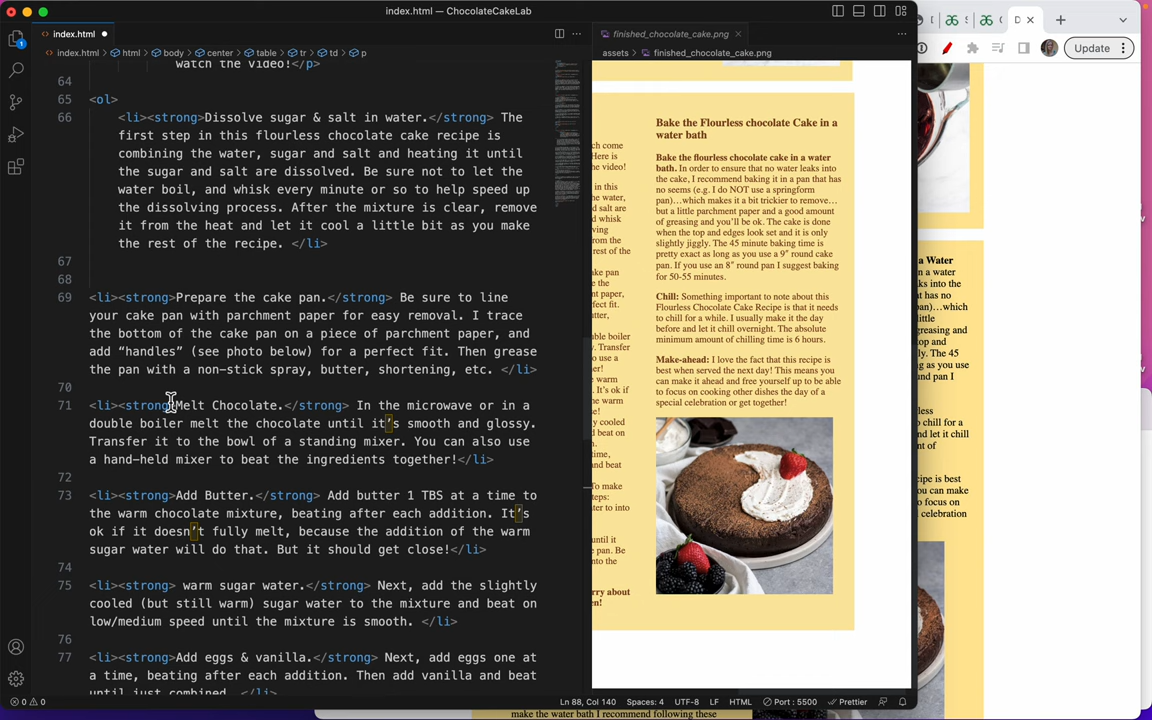 index.html — ChocolateCakeLab
index.html
finished_chocolate_cake.png
Update
index.html > html > body > center > table > tr > td > p
assets > finished_chocolate_cake.png
watch the video!</p>
64
65 <ol>
66 <li><strong>Dissolve sugar & salt in water.</strong> The
first step in this flourless chocolate cake recipe is
combining the water, sugar and salt and heating it until
the sugar and salt are dissolved. Be sure not to let the
water boil, and whisk every minute or so to help speed up
the dissolving process. After the mixture is clear, remove
it from the heat and let it cool a little bit as you make
the rest of the recipe. </li>
67
68
69 <li><strong>Prepare the cake pan.</strong> Be sure to line
your cake pan with parchment paper for easy removal. I trace
the bottom of the cake pan on a piece of parchment paper, and
add “handles” (see photo below) for a perfect fit. Then grease
the pan with a non-stick spray, butter, shortening, etc. </li>
70
71 <li><strong>Melt Chocolate.</strong> In the microwave or in a
double boiler melt the chocolate until it’s smooth and glossy.
Transfer it to the bowl of a standing mixer. You can also use
a hand-held mixer to beat the ingredients together!</li>
72
73 <li><strong>Add Butter.</strong> Add butter 1 TBS at a time to
the warm chocolate mixture, beating after each addition. It’s
ok if it doesn’t fully melt, because the addition of the warm
sugar water will do that. But it should get close!</li>
74
75 <li><strong> warm sugar water.</strong> Next, add the slightly
cooled (but still warm) sugar water to the mixture and beat on
low/medium speed until the mixture is smooth. </li>
76
77 <li><strong>Add eggs & vanilla.</strong> Next, add eggs one at
a time, beating after each addition. Then add vanilla and beat
until just combined. </li>
Bake the Flourless chocolate Cake in a
water bath
Bake the flourless chocolate cake in a water
bath. In order to ensure that no water leaks into
the cake, I recommend baking it in a pan that has
no seems (e.g. I do NOT use a springform
pan)…which makes it a bit trickier to remove…
but a little parchment paper and a good amount
of greasing and you’ll be ok. The cake is done
when the top and edges look set and it is only
slightly jiggly. The 45 minute baking time is
pretty exact as long as you use a 9″ round cake
pan. If you use an 8″ round pan I suggest baking
for 50-55 minutes.
Chill: Something important to note about this
Flourless Chocolate Cake Recipe is that it needs
to chill for a while. I usually make it the day
before and let it chill overnight. The absolute
minimum amount of chilling time is 6 hours.
Make-ahead: I love the fact that this recipe is
best when served the next day! This means you
can make it ahead and free yourself up to be able
to focus on cooking other dishes the day of a
special celebration or get together!
make the water bath I recommend following these
0 0
Ln 88, Col 140 Spaces: 4 UTF-8 LF HTML Port : 5500 Prettier